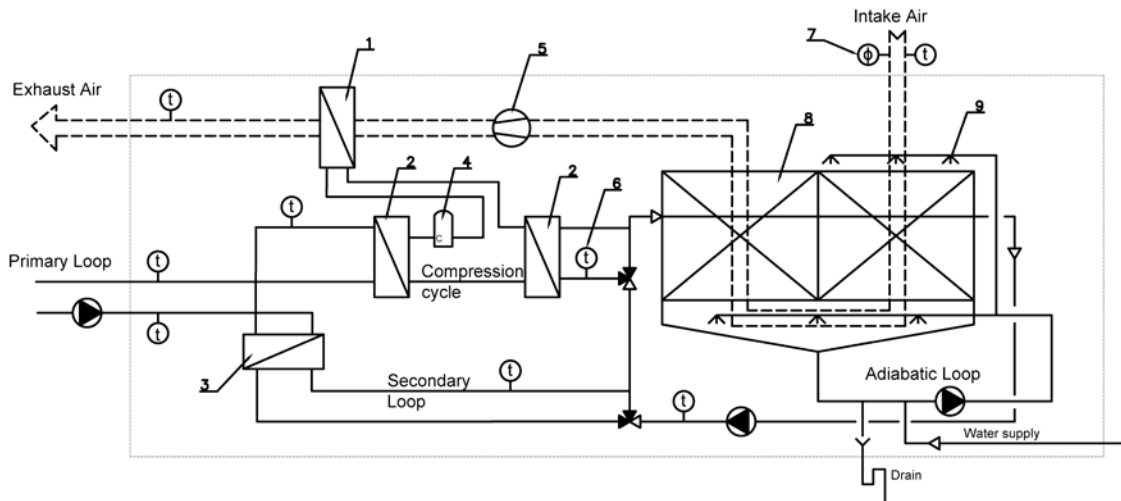 Intake Air
7
ϕ
t
1
5
Exhaust Air
t
9
8
2
4
2
6
t
C
t
Primary Loop
t
Compression
cycle
t
3
Secondary
Loop
t
Adiabatic Loop
t
Water supply
Drain